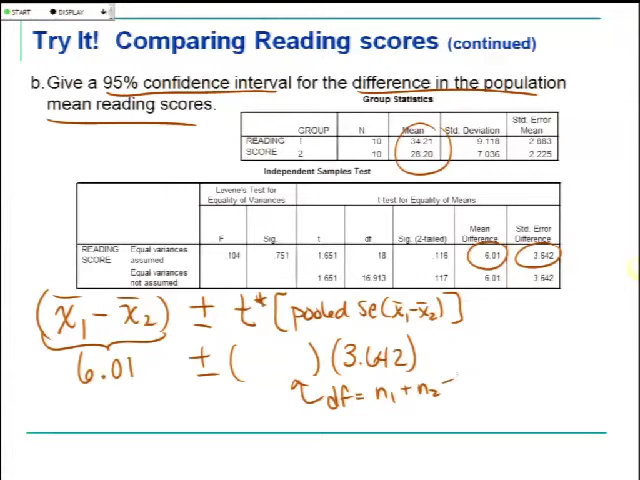 START DISPLAY
Try It! Comparing Reading scores (continued)
b. Give a 95% confidence interval for the difference in the population
mean reading scores.
Group Statistics
GROUP N Mean Std. Deviation Std. Error Mean
READING SCORE 1 10 34.21 9.118 2.883
2 10 28.20 7.036 2.225
Independent Samples Test
Levene's Test for Equality of Variances t-test for Equality of Means
F Sig. t df Sig. (2-tailed) Mean Difference Std. Error Difference
READING SCORE Equal variances assumed .104 .751 1.651 18 .116 6.01 3.642
Equal variances not assumed 1.651 16.913 .117 6.01 3.642
(x̄₁ − x̄₂) ± t* [pooled se(x̄₁−x̄₂)]
6.01 ± ( ) (3.642)
df = n₁ + n₂ −